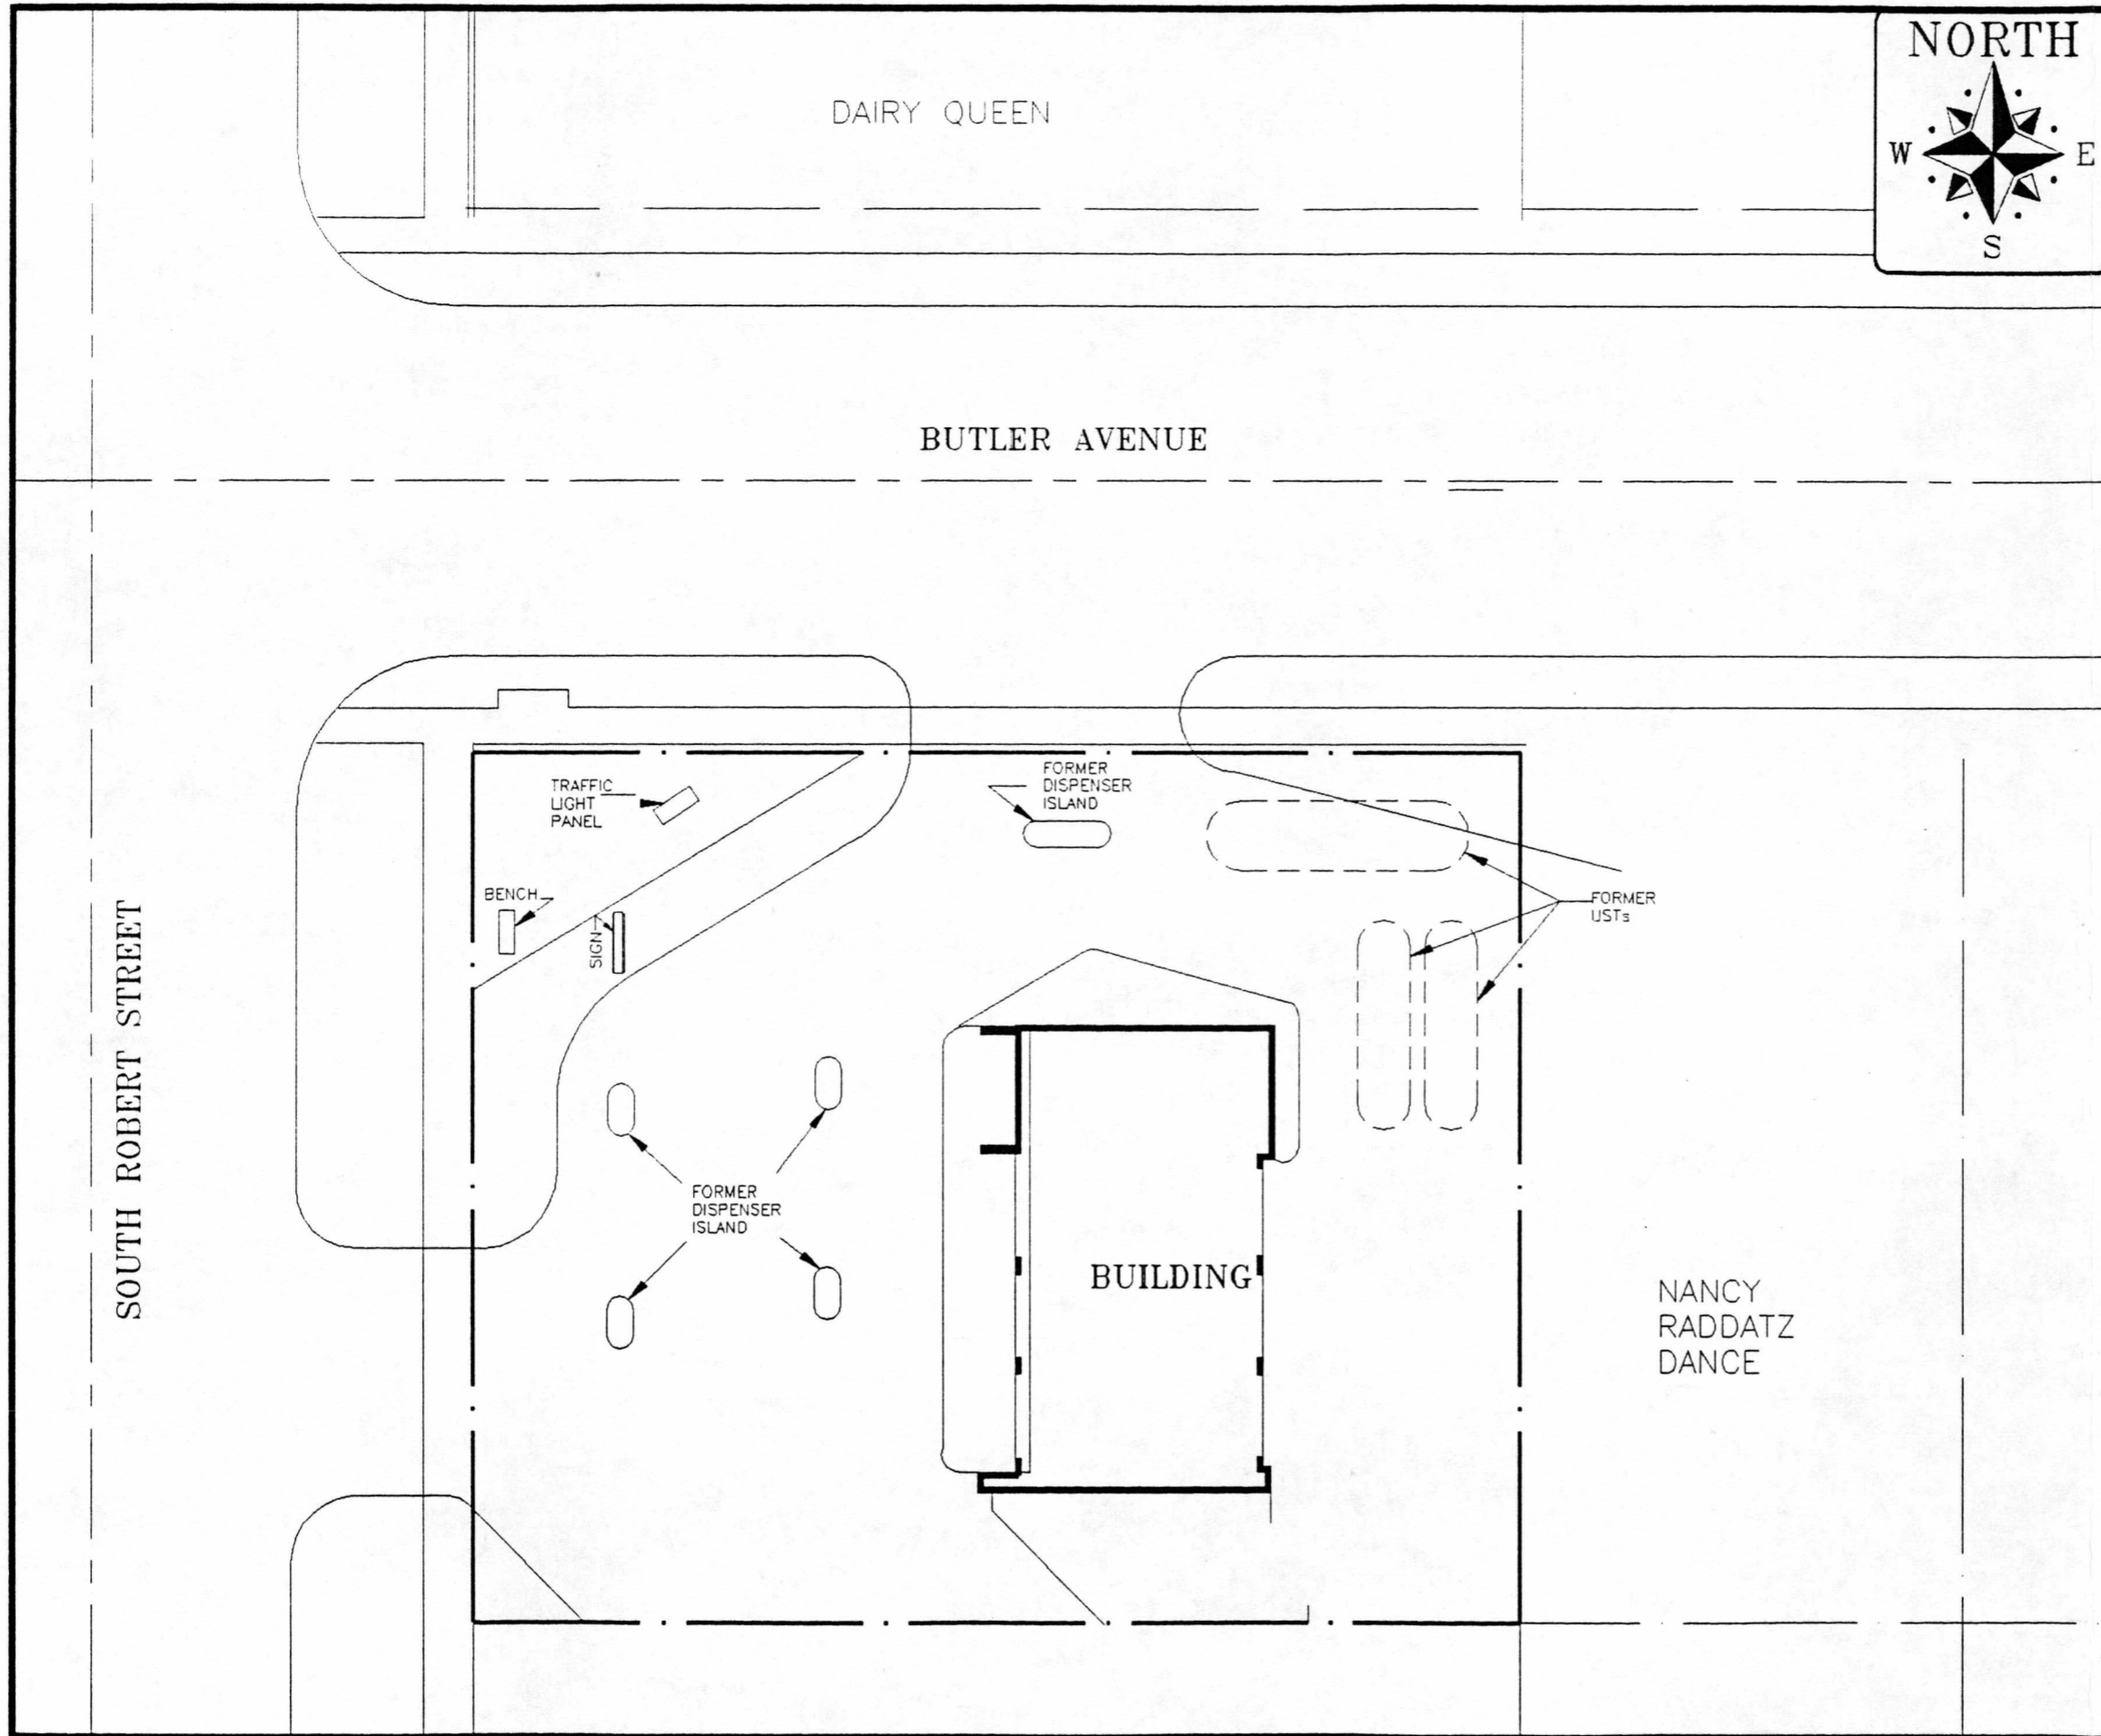 NORTH
W
E
S
DAIRY QUEEN
BUTLER AVENUE
TRAFFIC
LIGHT
PANEL
FORMER
DISPENSER
ISLAND
BENCH
SIGN
FORMER
USTs
SOUTH ROBERT STREET
FORMER
DISPENSER
ISLAND
BUILDING
NANCY
RADDATZ
DANCE